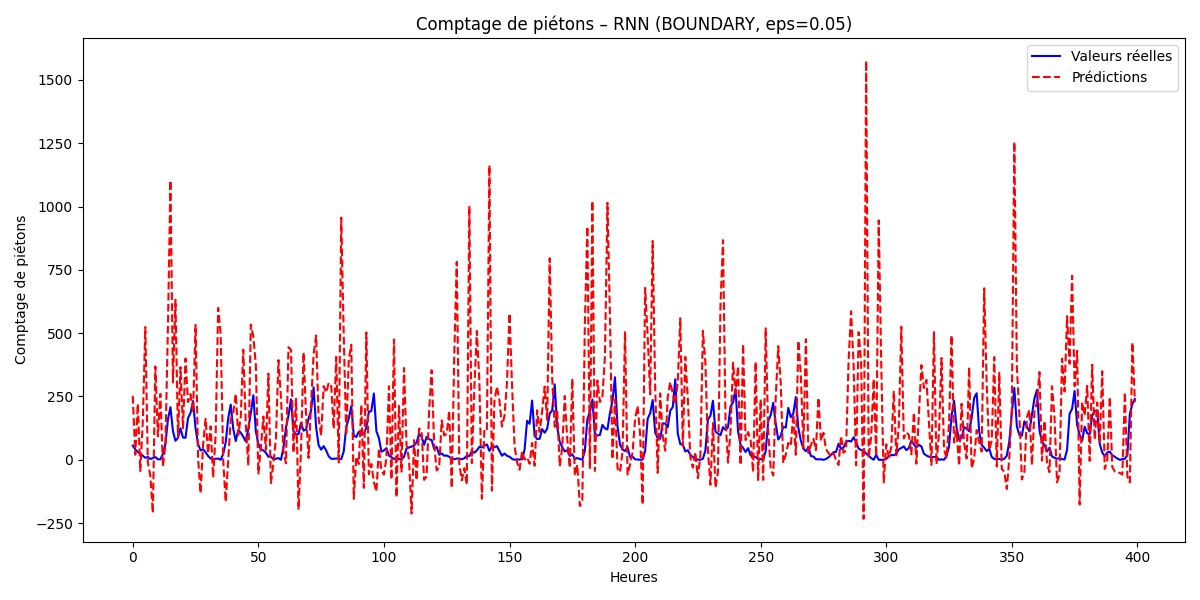 Comptage de piétons – RNN (BOUNDARY, eps=0.05)
Valeurs réelles
Prédictions
Comptage de piétons
1500
1250
1000
750
500
250
0
−250
0 50 100 150 200 250 300 350 400
Heures